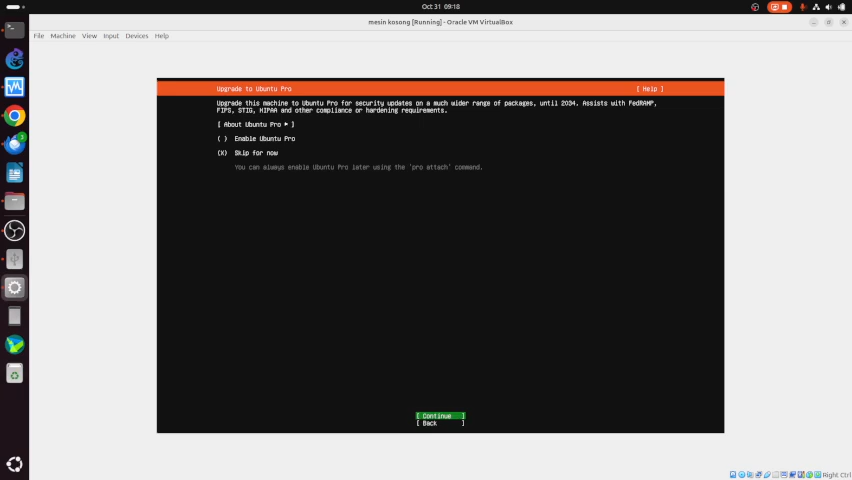 Oct 31 09:18
mesin kosong [Running] - Oracle VM VirtualBox
File Machine View Input Devices Help
Upgrade to Ubuntu Pro [ Help ]
Upgrade this machine to Ubuntu Pro for security updates on a much wider range of packages, until 2034. Assists with FedRAMP,
FIPS, STIG, HIPAA and other compliance or hardening requirements.
[ About Ubuntu Pro ► ]
( ) Enable Ubuntu Pro
(X) Skip for now
You can always enable Ubuntu Pro later using the 'pro attach' command.
[ Continue ]
[ Back ]
3
Right Ctrl